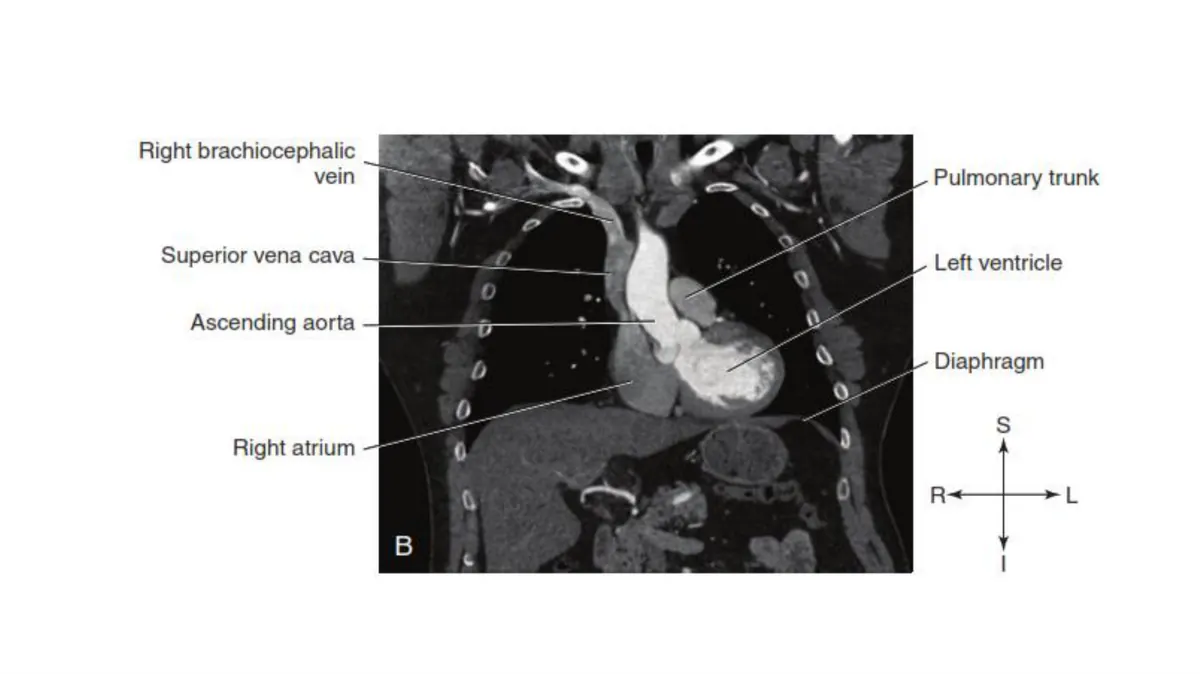 Right brachiocephalic
vein
Superior vena cava
Ascending aorta
Right atrium
Pulmonary trunk
Left ventricle
Diaphragm
S
R L
I
B